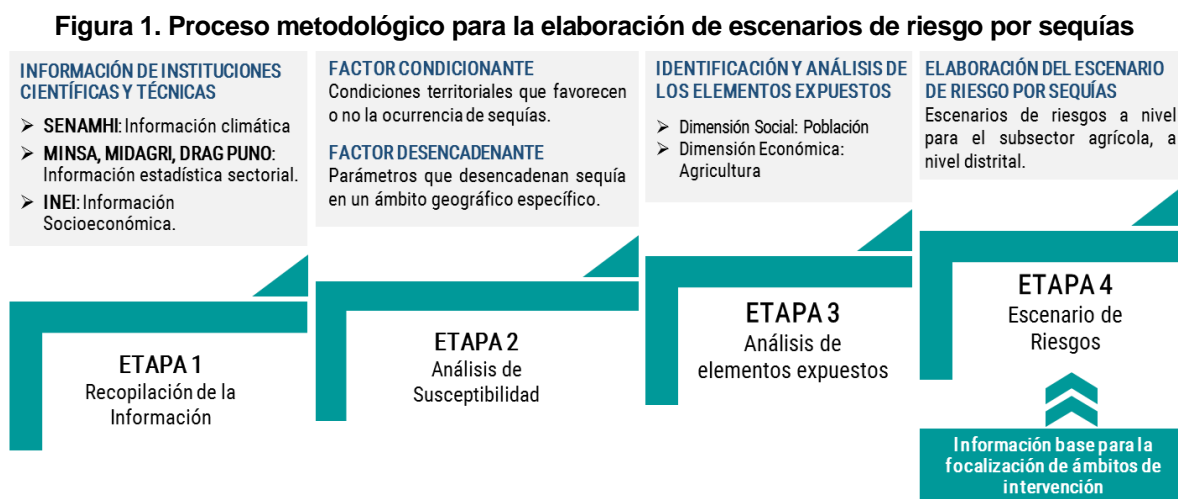 Figura 1. Proceso metodológico para la elaboración de escenarios de riesgo por sequías
INFORMACIÓN DE INSTITUCIONES
CIENTÍFICAS Y TÉCNICAS
➢ SENAMHI: Información climática
➢ MINSA, MIDAGRI, DRAG PUNO:
Información estadística sectorial.
➢ INEI: Información
Socioeconómica.
ETAPA 1
Recopilación de la
Información
FACTOR CONDICIONANTE
Condiciones territoriales que favorecen
o no la ocurrencia de sequías.
FACTOR DESENCADENANTE
Parámetros que desencadenan sequía
en un ámbito geográfico específico.
ETAPA 2
Análisis de
Susceptibilidad
IDENTIFICACIÓN Y ANÁLISIS DE
LOS ELEMENTOS EXPUESTOS
➢ Dimensión Social: Población
➢ Dimensión Económica:
Agricultura
ETAPA 3
Análisis de
elementos expuestos
ELABORACIÓN DEL ESCENARIO
DE RIESGO POR SEQUÍAS
Escenarios de riesgos a nivel
para el subsector agrícola, a
nivel distrital.
ETAPA 4
Escenario de
Riesgos
Información base para la
focalización de ámbitos de
intervención